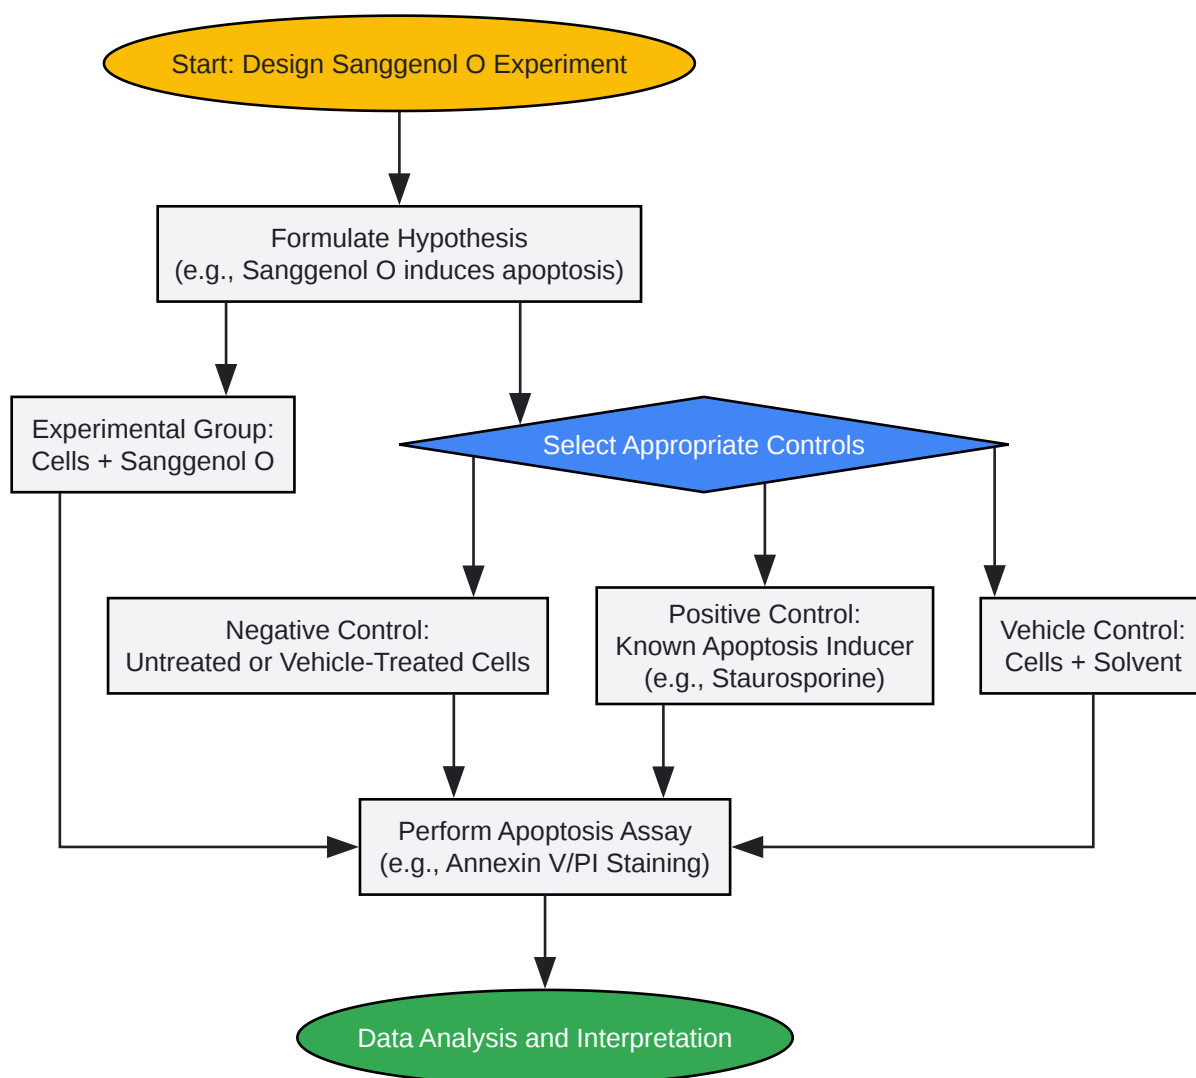 Start: Design Sanggenol O Experiment
Formulate Hypothesis
(e.g., Sanggenol O induces apoptosis)
Experimental Group:
Cells + Sanggenol O
Select Appropriate Controls
Negative Control:
Untreated or Vehicle-Treated Cells
Positive Control:
Known Apoptosis Inducer
(e.g., Staurosporine)
Vehicle Control:
Cells + Solvent
Perform Apoptosis Assay
(e.g., Annexin V/PI Staining)
Data Analysis and Interpretation